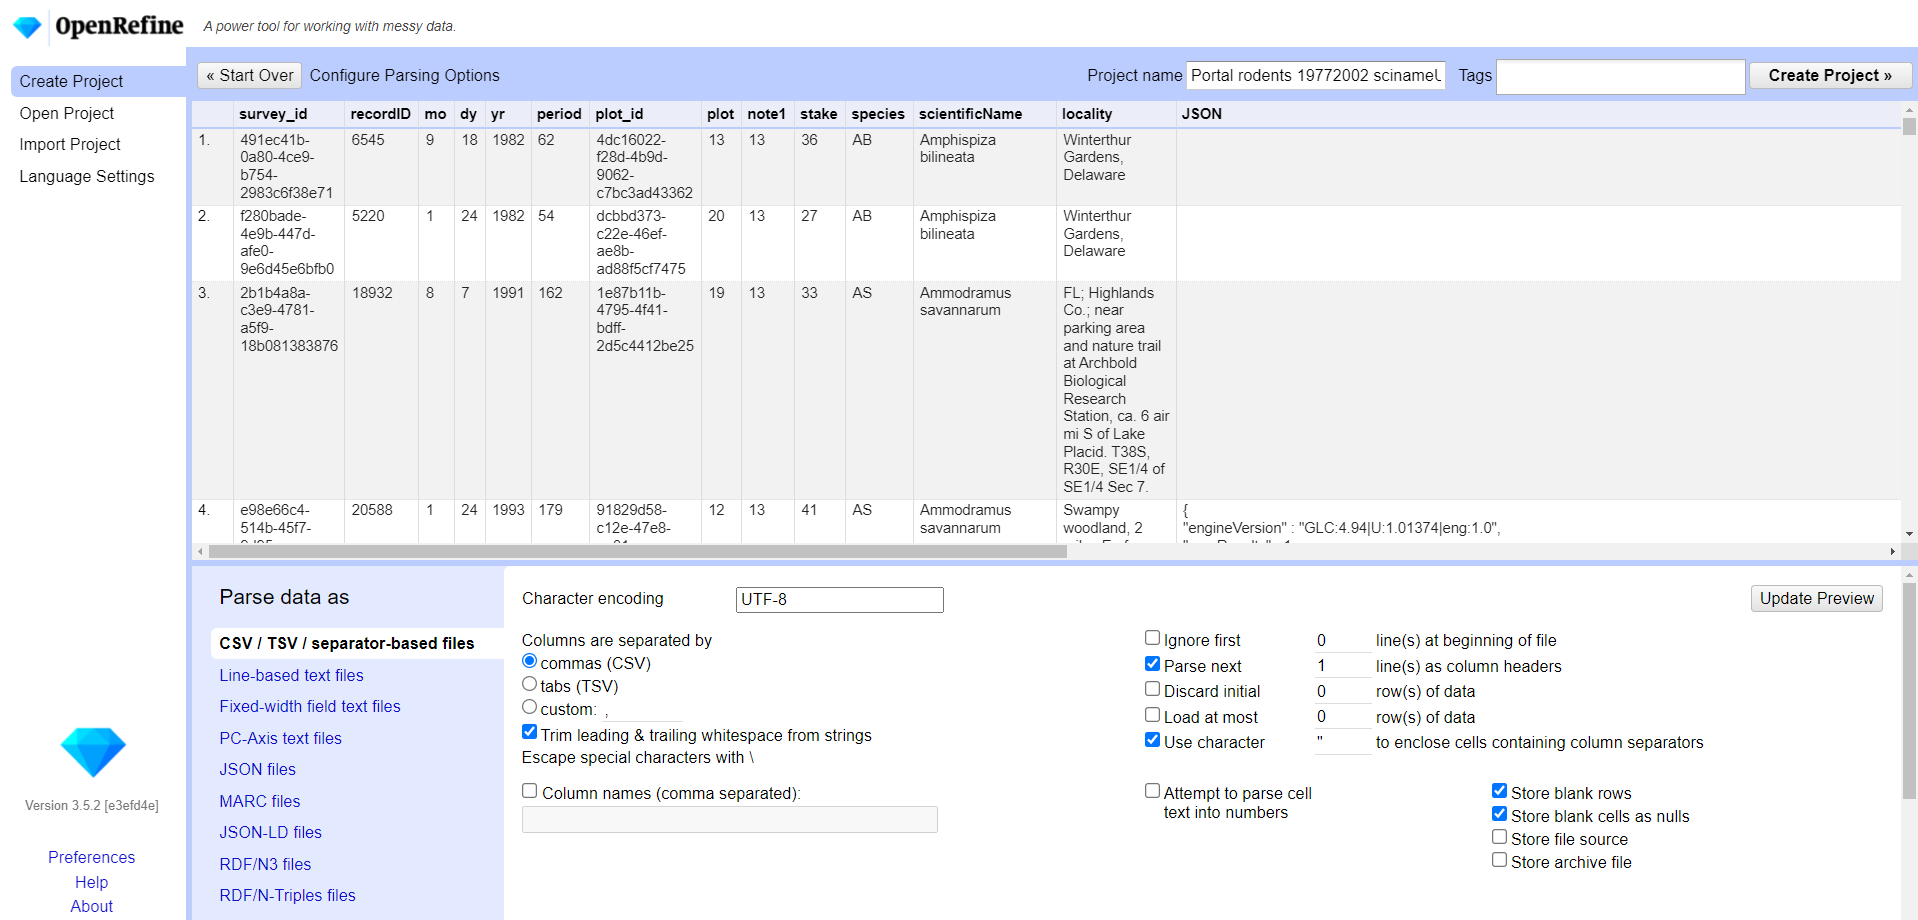 OpenRefine A power tool for working with messy data.
Create Project
Open Project
Import Project
Language Settings
Version 3.5.2 [e3efd4e]
Preferences
Help
About
« Start Over Configure Parsing Options Project name Portal rodents 19772002 scinameU Tags Create Project »
survey_id recordID mo dy yr period plot_id plot note1 stake species scientificName locality JSON
1. 491ec41b- 6545 9 18 1982 62 4dc16022- 13 13 36 AB Amphispiza Winterthur
0a80-4ce9- f28d-4b9d- bilineata Gardens,
b754- 9062- Delaware
2983c6f38e71 c7bc3ad43362
2. f280bade- 5220 1 24 1982 54 dcbbd373- 20 13 27 AB Amphispiza Winterthur
4e9b-447d- c22e-46ef- bilineata Gardens,
afe0- ae8b- Delaware
9e6d45e6bfb0 ad88f5cf7475
3. 2b1b4a8a- 18932 8 7 1991 162 1e87b11b- 19 13 33 AS Ammodramus FL; Highlands
c3e9-4781- 4795-4f41- savannarum Co.; near
a5f9- bdff- parking area
18b081383876 2d5c4412be25 and nature trail
at Archbold
Biological
Research
Station, ca. 6 air
mi S of Lake
Placid. T38S,
R30E, SE1/4 of
SE1/4 Sec 7.
4. e98e66c4- 20588 1 24 1993 179 91829d58- 12 13 41 AS Ammodramus Swampy {
514b-45f7- c12e-47e8- savannarum woodland, 2 "engineVersion" : "GLC:4.94|U:1.01374|eng:1.0",
Parse data as
CSV / TSV / separator-based files
Line-based text files
Fixed-width field text files
PC-Axis text files
JSON files
MARC files
JSON-LD files
RDF/N3 files
RDF/N-Triples files
Character encoding UTF-8 Update Preview
Columns are separated by
commas (CSV)
tabs (TSV)
custom: ,
Trim leading & trailing whitespace from strings
Escape special characters with \
Column names (comma separated):
Ignore first 0 line(s) at beginning of file
Parse next 1 line(s) as column headers
Discard initial 0 row(s) of data
Load at most 0 row(s) of data
Use character " to enclose cells containing column separators
Attempt to parse cell
text into numbers
Store blank rows
Store blank cells as nulls
Store file source
Store archive file